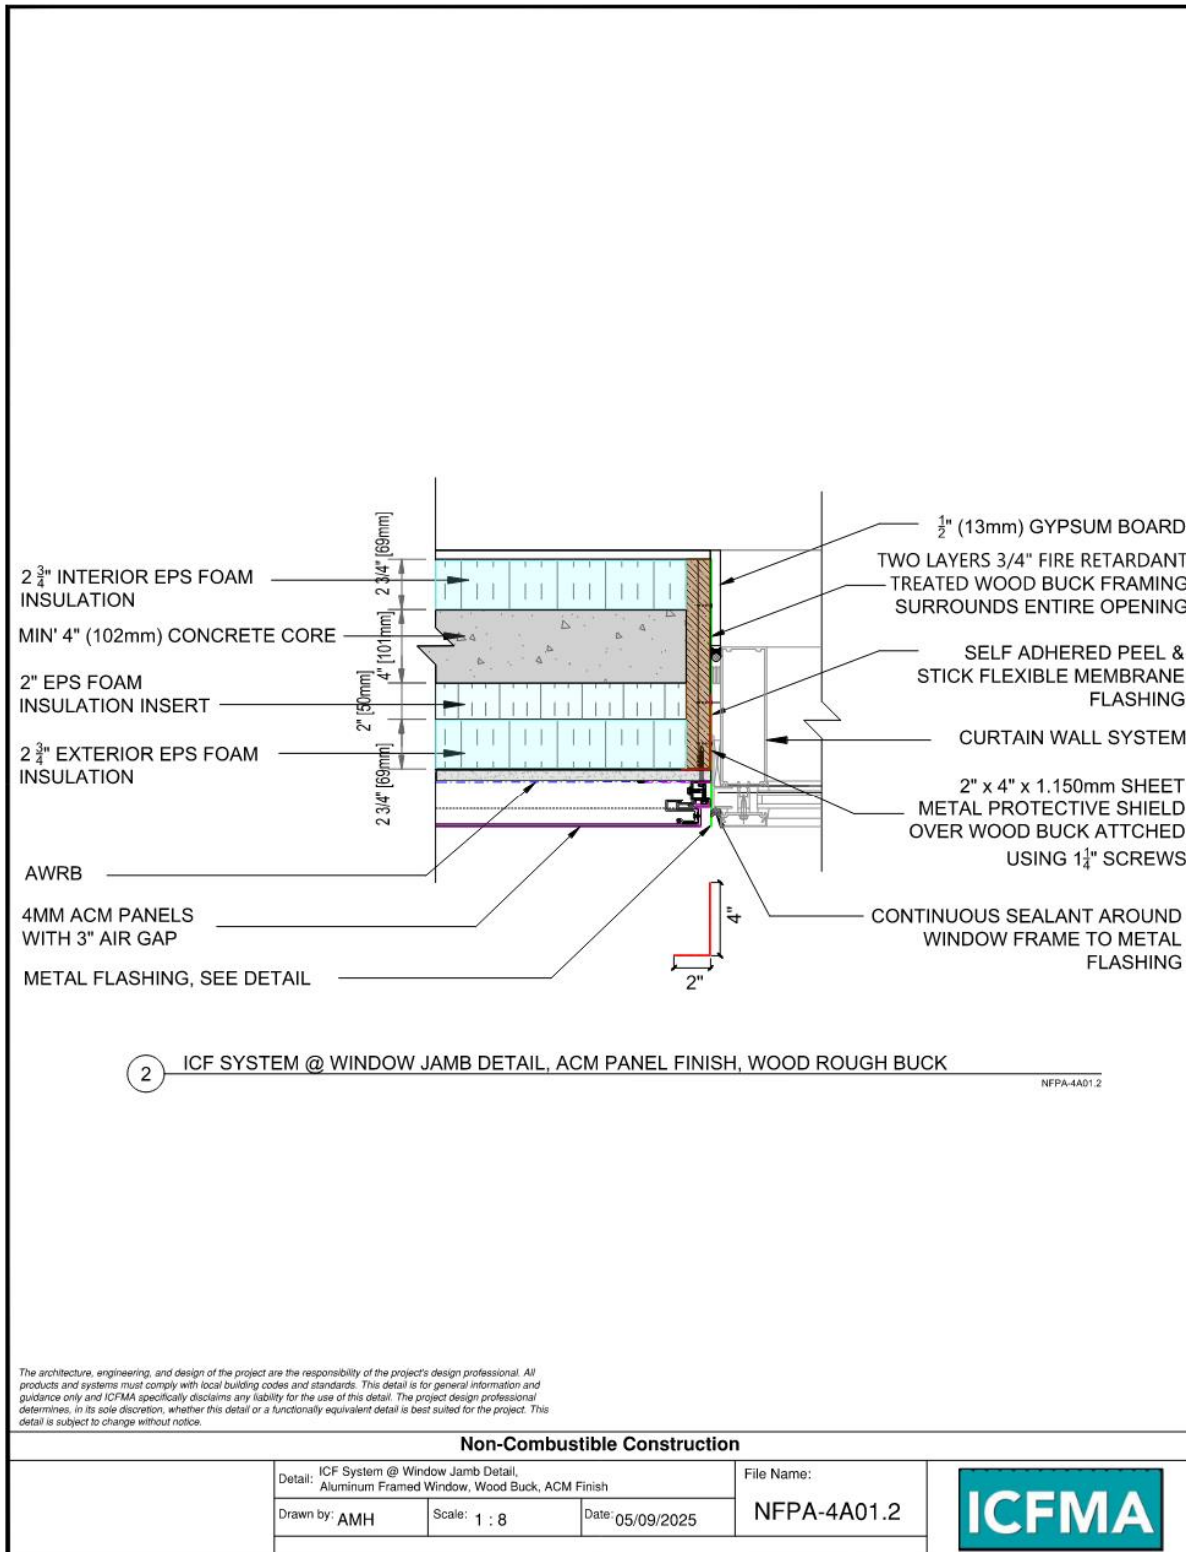 2 3/4" INTERIOR EPS FOAM
INSULATION
MIN' 4" (102mm) CONCRETE CORE
2" EPS FOAM
INSULATION INSERT
2 3/4" EXTERIOR EPS FOAM
INSULATION
AWRB
4MM ACM PANELS
WITH 3" AIR GAP
METAL FLASHING, SEE DETAIL
2 3/4" [69mm]
4" [101mm]
2" [50mm]
2 3/4" [69mm]
1/2" (13mm) GYPSUM BOARD
TWO LAYERS 3/4" FIRE RETARDANT
TREATED WOOD BUCK FRAMING
SURROUNDS ENTIRE OPENING
SELF ADHERED PEEL &
STICK FLEXIBLE MEMBRANE
FLASHING
CURTAIN WALL SYSTEM
2" x 4" x 1.150mm SHEET
METAL PROTECTIVE SHIELD
OVER WOOD BUCK ATTCHED
USING 1 1/4" SCREWS
CONTINUOUS SEALANT AROUND
WINDOW FRAME TO METAL
FLASHING
4"
2"
2 ICF SYSTEM @ WINDOW JAMB DETAIL, ACM PANEL FINISH, WOOD ROUGH BUCK
NFPA-4A01.2
The architecture, engineering, and design of the project are the responsibility of the project's design professional. All
products and systems must comply with local building codes and standards. This detail is for general information and
guidance only and ICFMA specifically disclaims any liability for the use of this detail. The project design professional
determines, in its sole discretion, whether this detail or a functionally equivalent detail is best suited for the project. This
detail is subject to change without notice.
Non-Combustible Construction
Detail: ICF System @ Window Jamb Detail,
Aluminum Framed Window, Wood Buck, ACM Finish
Drawn by: AMH
Scale: 1 : 8
Date: 05/09/2025
File Name:
NFPA-4A01.2
ICFMA